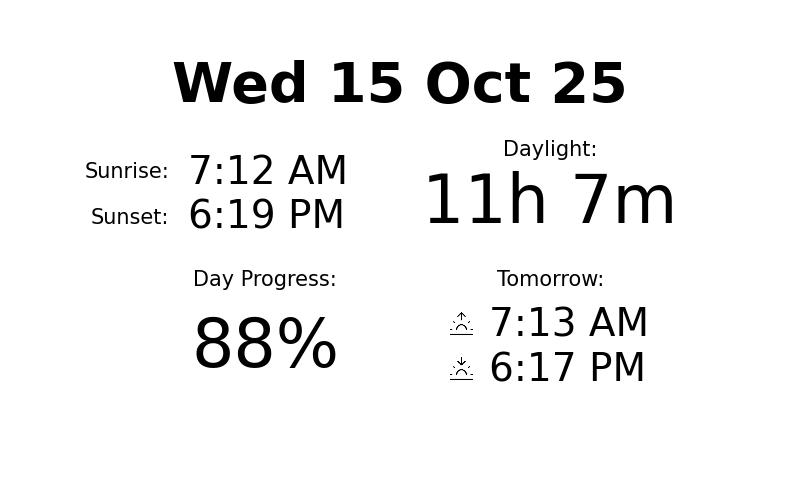 Wed 15 Oct 25
Sunrise: 7:12 AM
Sunset: 6:19 PM
Daylight:
11h 7m
Day Progress:
88%
Tomorrow:
7:13 AM
6:17 PM